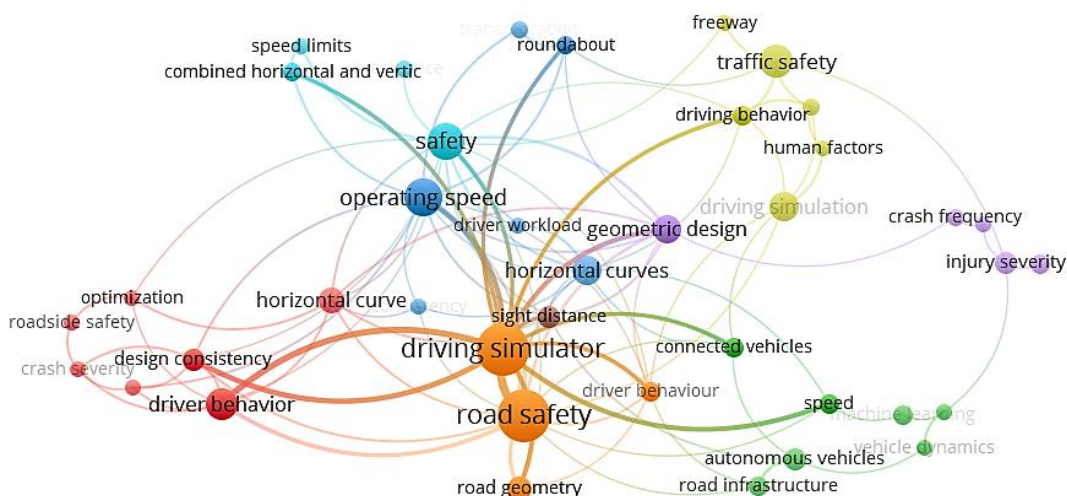 freeway
speed limits
roundabout
combined horizontal and vertic
traffic safety
driving behavior
safety
human factors
operating speed
driving simulation
driver workload
geometric design
crash frequency
horizontal curves
injury severity
optimization
horizontal curve
roadside safety
sight distance
driving simulator
connected vehicles
design consistency
crash severity
driver behaviour
driver behavior
speed
road safety
machine learning
vehicle dynamics
autonomous vehicles
road infrastructure
road geometry